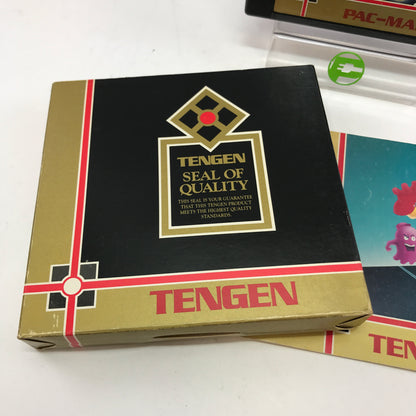 PAC-MA
TENGEN
SEAL OF
QUALITY
THIS SEAL IS YOUR GUARANTEE
THAT THIS TENGEN PRODUCT
MEETS THE HIGHEST QUALITY
STANDARDS.
TENGEN
TEN